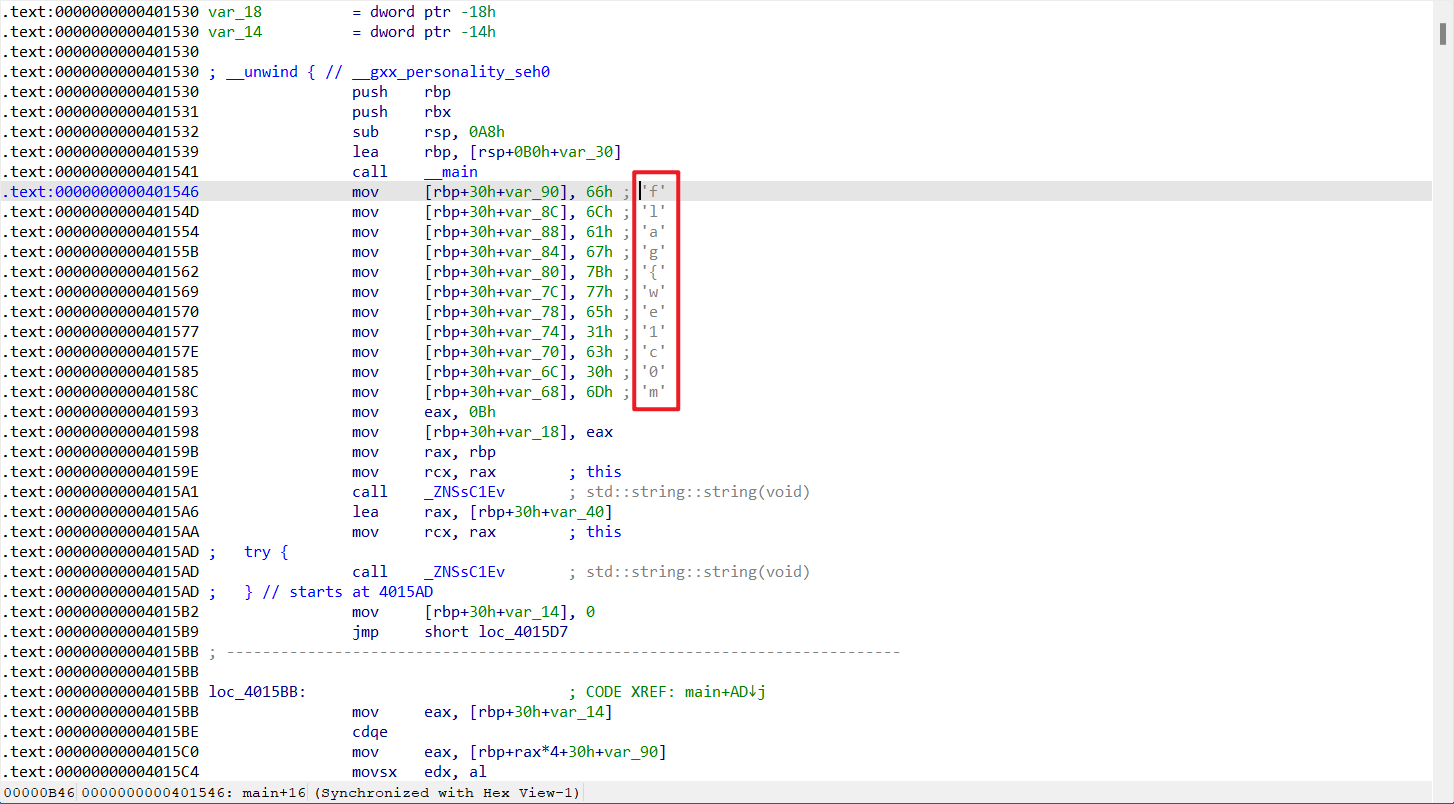 .text:0000000000401530 var_18          = dword ptr -18h
.text:0000000000401530 var_14          = dword ptr -14h
.text:0000000000401530
.text:0000000000401530 ; __unwind { // __gxx_personality_seh0
.text:0000000000401530                 push    rbp
.text:0000000000401531                 push    rbx
.text:0000000000401532                 sub     rsp, 0A8h
.text:0000000000401539                 lea     rbp, [rsp+0B0h+var_30]
.text:0000000000401541                 call    __main
.text:0000000000401546                 mov     [rbp+30h+var_90], 66h ; 'f'
.text:000000000040154D                 mov     [rbp+30h+var_8C], 6Ch ; 'l'
.text:0000000000401554                 mov     [rbp+30h+var_88], 61h ; 'a'
.text:000000000040155B                 mov     [rbp+30h+var_84], 67h ; 'g'
.text:0000000000401562                 mov     [rbp+30h+var_80], 7Bh ; '{'
.text:0000000000401569                 mov     [rbp+30h+var_7C], 77h ; 'w'
.text:0000000000401570                 mov     [rbp+30h+var_78], 65h ; 'e'
.text:0000000000401577                 mov     [rbp+30h+var_74], 31h ; '1'
.text:000000000040157E                 mov     [rbp+30h+var_70], 63h ; 'c'
.text:0000000000401585                 mov     [rbp+30h+var_6C], 30h ; '0'
.text:000000000040158C                 mov     [rbp+30h+var_68], 6Dh ; 'm'
.text:0000000000401593                 mov     eax, 0Bh
.text:0000000000401598                 mov     [rbp+30h+var_18], eax
.text:000000000040159B                 mov     rax, rbp
.text:000000000040159E                 mov     rcx, rax        ; this
.text:00000000004015A1                 call    _ZNSsC1Ev       ; std::string::string(void)
.text:00000000004015A6                 lea     rax, [rbp+30h+var_40]
.text:00000000004015AA                 mov     rcx, rax        ; this
.text:00000000004015AD ;   try {
.text:00000000004015AD                 call    _ZNSsC1Ev       ; std::string::string(void)
.text:00000000004015AD ;   } // starts at 4015AD
.text:00000000004015B2                 mov     [rbp+30h+var_14], 0
.text:00000000004015B9                 jmp     short loc_4015D7
.text:00000000004015BB ; ---------------------------------------------------------------------------
.text:00000000004015BB
.text:00000000004015BB loc_4015BB:                             ; CODE XREF: main+AD↓j
.text:00000000004015BB                 mov     eax, [rbp+30h+var_14]
.text:00000000004015BE                 cdqe
.text:00000000004015C0                 mov     eax, [rbp+rax*4+30h+var_90]
.text:00000000004015C4                 movsx   edx, al
00000B46 0000000000401546: main+16 (Synchronized with Hex View-1)